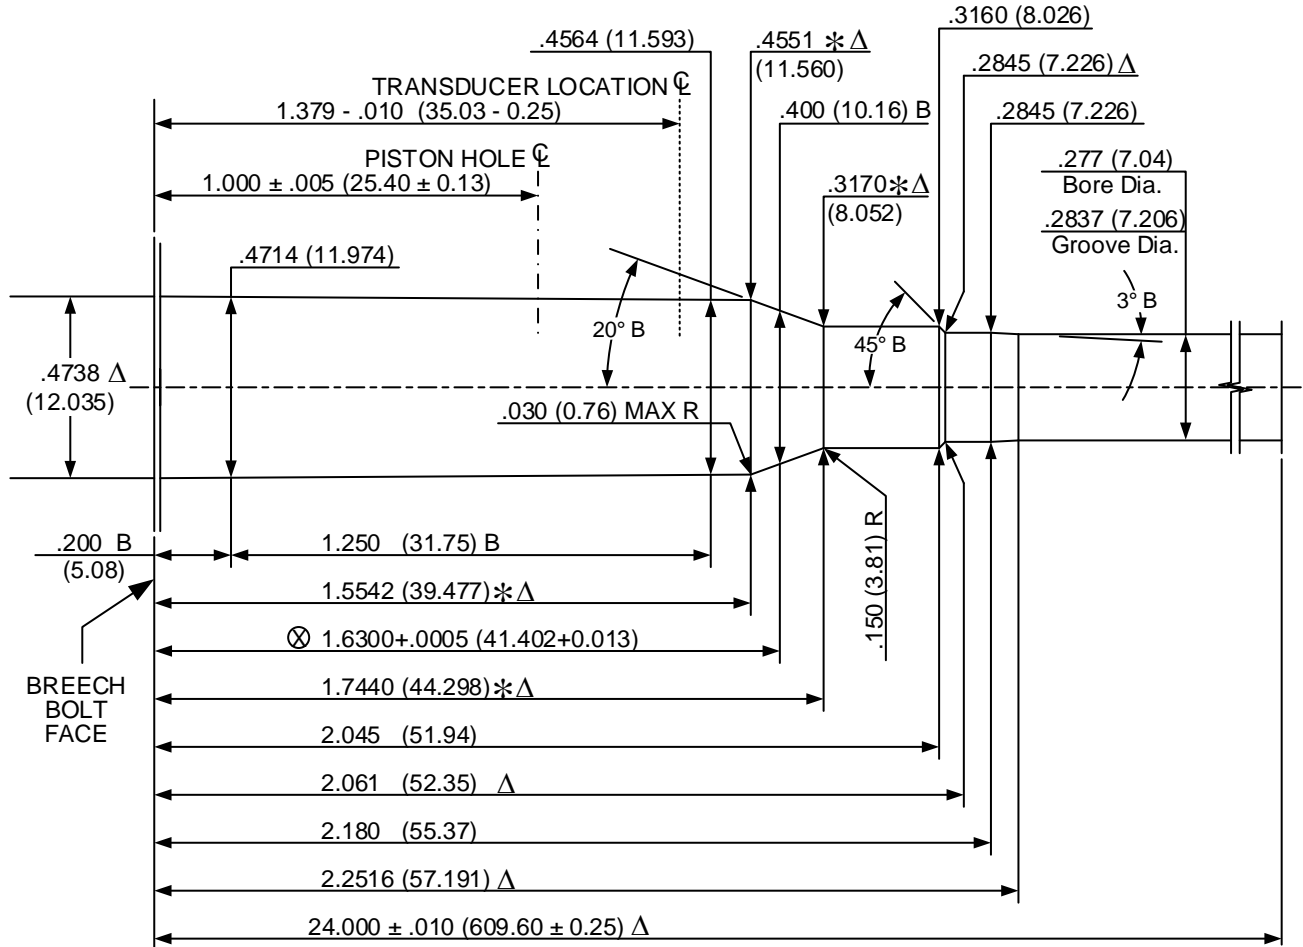 .3160 (8.026)
.4564 (11.593)
.4551 ✻ Δ
(11.560)
.2845 (7.226) Δ
TRANSDUCER LOCATION ℄
1.379 - .010 (35.03 - 0.25)
.400 (10.16) B
.2845 (7.226)
PISTON HOLE ℄
1.000 ± .005 (25.40 ± 0.13)
.277 (7.04)
Bore Dia.
.3170✻Δ
(8.052)
.2837 (7.206)
Groove Dia.
.4714 (11.974)
3° B
20° B
45° B
.4738 Δ
(12.035)
.030 (0.76) MAX R
.150 (3.81) R
.200 B
(5.08)
1.250 (31.75) B
1.5542 (39.477)✻Δ
⊗ 1.6300+.0005 (41.402+0.013)
BREECH
BOLT
FACE
1.7440 (44.298)✻Δ
2.045 (51.94)
2.061 (52.35) Δ
2.180 (55.37)
2.2516 (57.191) Δ
24.000 ± .010 (609.60 ± 0.25) Δ